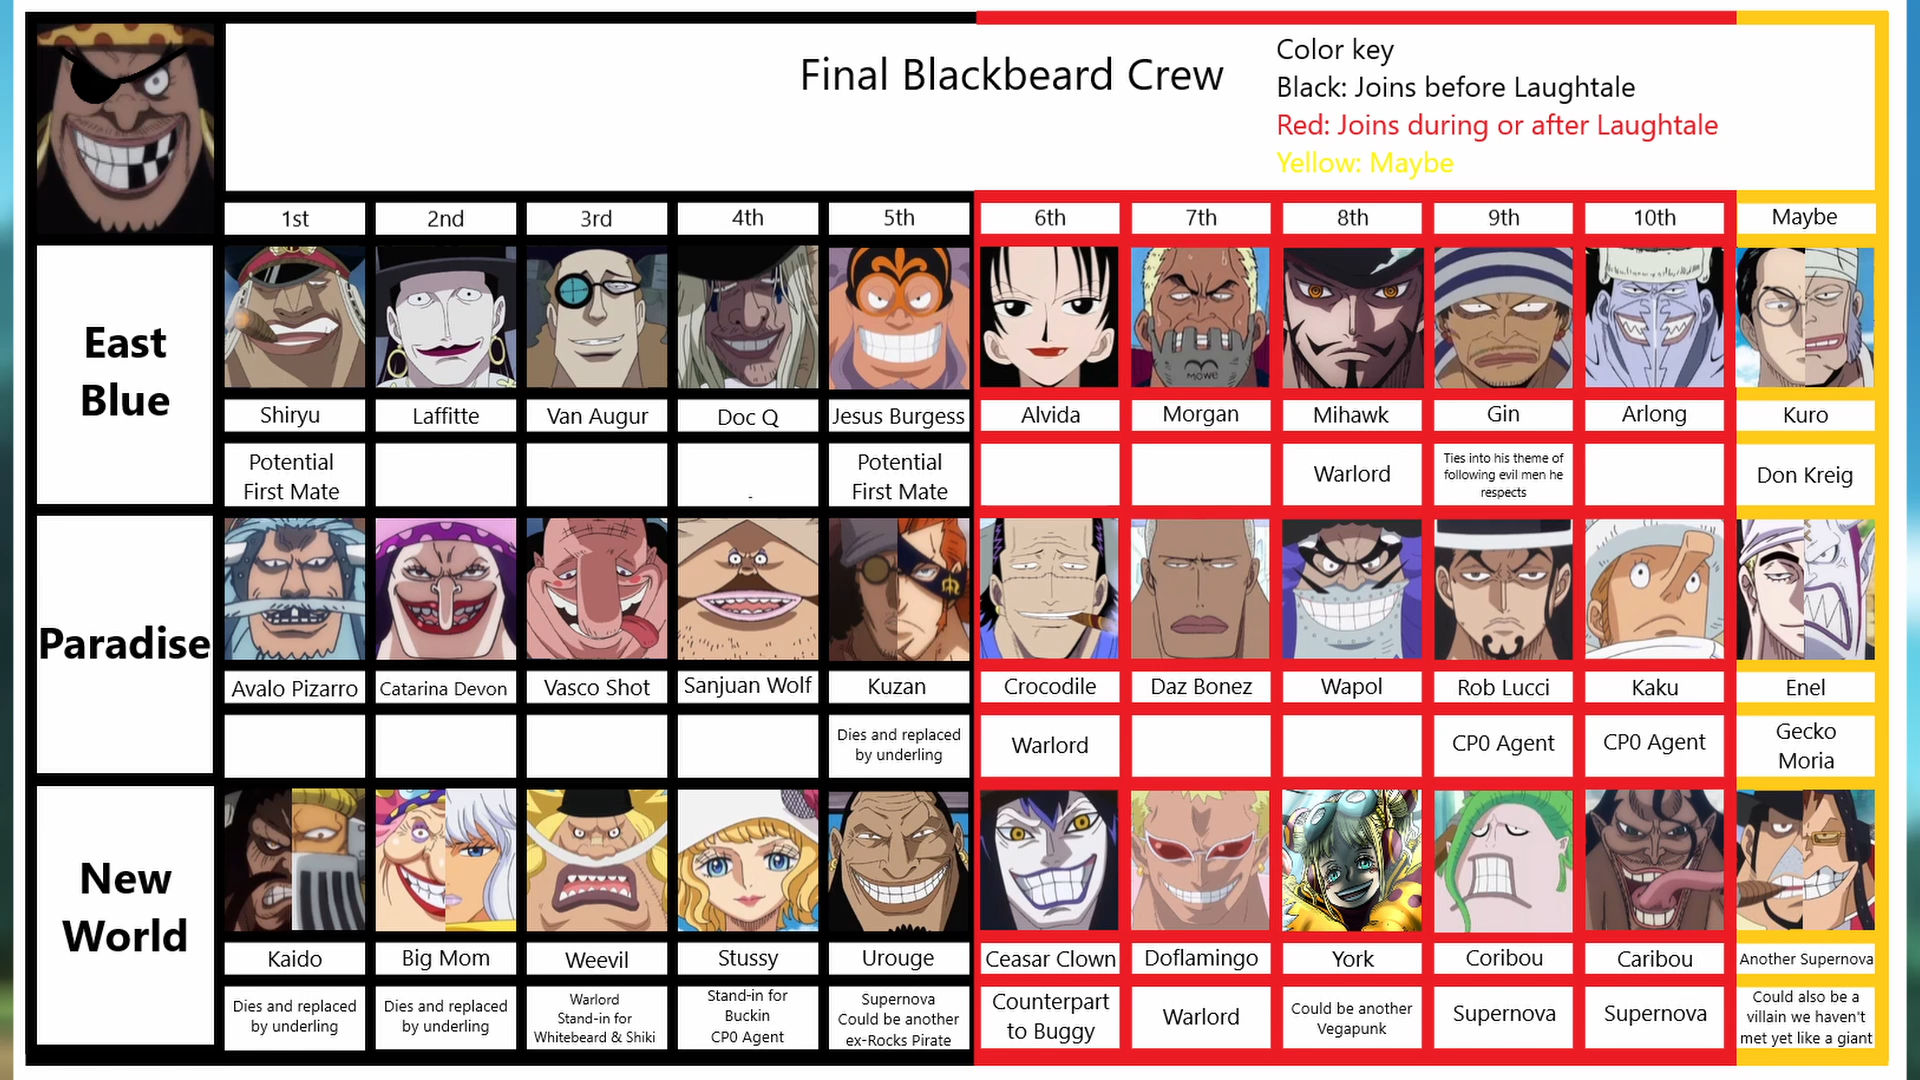 Final Blackbeard Crew
Color key
Black: Joins before Laughtale
Red: Joins during or after Laughtale
Yellow: Maybe
1st
2nd
3rd
4th
5th
6th
7th
8th
9th
10th
Maybe
East
Blue
MOWE
Shiryu
Laffitte
Van Augur
Doc Q
Jesus Burgess
Alvida
Morgan
Mihawk
Gin
Arlong
Kuro
Potential
First Mate
-
Potential
First Mate
Warlord
Ties into his theme of
following evil men he
respects
Don Kreig
Paradise
Avalo Pizarro
Catarina Devon
Vasco Shot
Sanjuan Wolf
Kuzan
Crocodile
Daz Bonez
Wapol
Rob Lucci
Kaku
Enel
Dies and replaced
by underling
Warlord
CP0 Agent
CP0 Agent
Gecko
Moria
New
World
Kaido
Big Mom
Weevil
Stussy
Urouge
Ceasar Clown
Doflamingo
York
Coribou
Caribou
Another Supernova
Dies and replaced
by underling
Dies and replaced
by underling
Warlord
Stand-in for
Whitebeard & Shiki
Stand-in for
Buckin
CP0 Agent
Supernova
Could be another
ex-Rocks Pirate
Counterpart
to Buggy
Warlord
Could be another
Vegapunk
Supernova
Supernova
Could also be a
villain we haven't
met yet like a giant